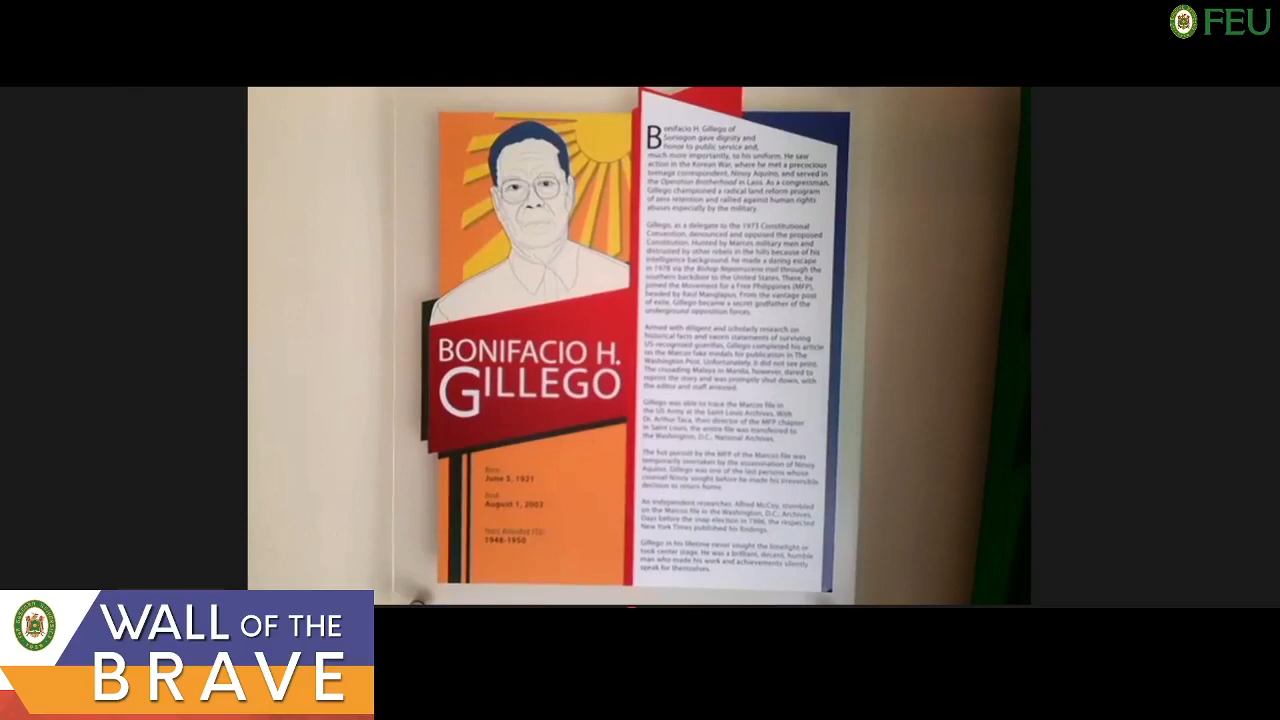 FEU
Bonifacio H. Gillego of
Sorsogon gave dignity and
honor to public service and,
much more importantly, to his uniform. He saw
action in the Korean War, where he met a precocious
teenage correspondent, Ninoy Aquino, and served in
the Operation Brotherhood in Laos. As a congressman,
Gillego championed a radical land reform program
of zero retention and rallied against human rights
abuses especially by the military.
Gillego, as a delegate to the 1973 Constitutional
Convention, denounced and opposed the proposed
Constitution. Hunted by Marcos military men and
distrusted by other rebels in the hills because of his
intelligence background, he made a daring escape
in 1978 via the Bishop Nepomuceno trail through the
southern backdoor to the United States. There, he
joined the Movement for a Free Philippines (MFP),
headed by Raul Manglapus. From the vantage post
of exile, Gillego became a secret godfather of the
underground opposition forces.
Armed with diligent and scholarly research on
historical facts and sworn statements of surviving
US-recognized guerillas, Gillego completed his article
on the Marcos fake medals for publication in The
Washington Post. Unfortunately, it did not see print.
The crusading Malaya in Manila, however, dared to
reprint the story and was promptly shut down, with
the editor and staff arrested.
Gillego was able to trace the Marcos file in
the US Army at the Saint Louis Archives. With
Dr. Arturo Taca, then director of the MFP chapter
in Saint Louis, the entire file was transferred to
the Washington, D.C., National Archives.
The hot pursuit by the MFP of the Marcos file was
temporarily overtaken by the assassination of Ninoy
Aquino. Gillego was one of the last persons whose
counsel Ninoy sought before he made his irreversible
decision to return home.
An independent researcher, Alfred McCoy, stumbled
on the Marcos file in the Washington, D.C., Archives.
Days before the snap election in 1986, the respected
New York Times published his findings.
Gillego in his lifetime never sought the limelight or
took center stage. He was a brilliant, decent, humble
man who made his work and achievements silently
speak for themselves.
BONIFACIO H.
GILLEGO
Born:
June 5, 1921
Died:
August 1, 2002
Years Attended FEU:
1948-1950
WALL OF THE
BRAVE